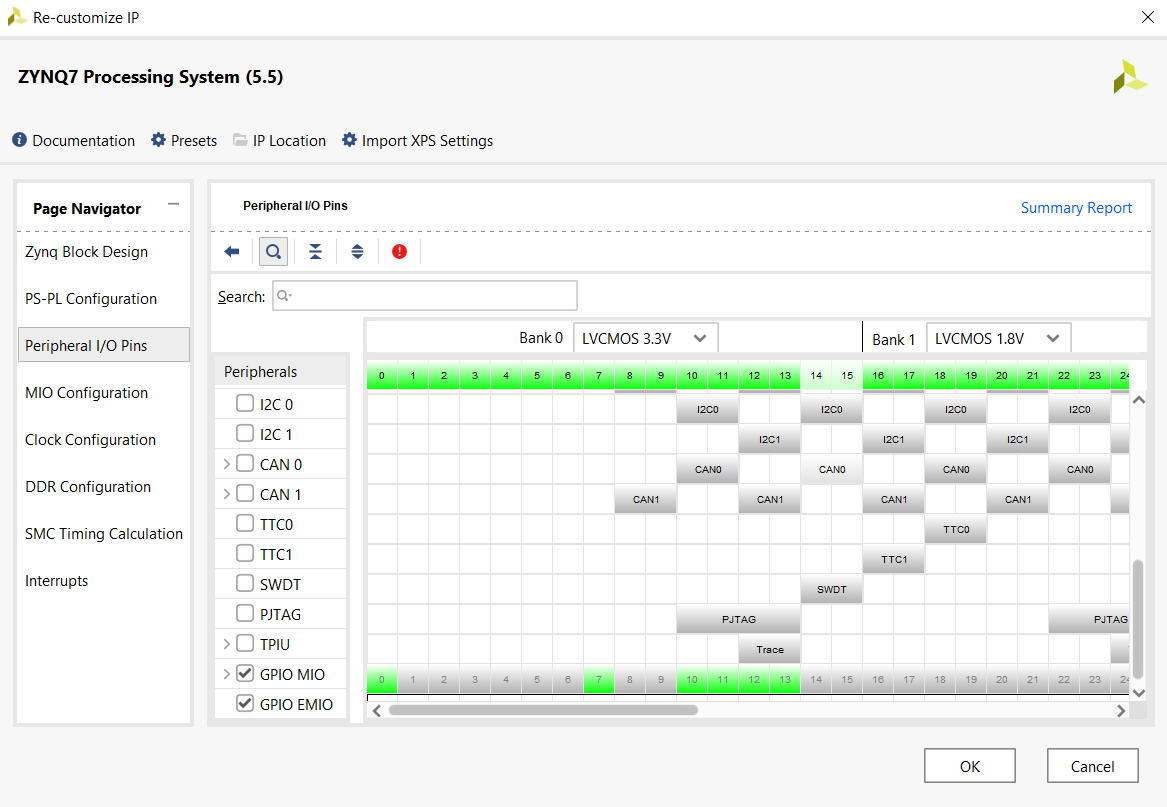 Re-customize IP
ZYNQ7 Processing System (5.5)
Documentation Presets IP Location Import XPS Settings
Page Navigator
Zynq Block Design
PS-PL Configuration
Peripheral I/O Pins
MIO Configuration
Clock Configuration
DDR Configuration
SMC Timing Calculation
Interrupts
Peripheral I/O Pins
Summary Report
Search:
Bank 0 LVCMOS 3.3V Bank 1 LVCMOS 1.8V
Peripherals
0 1 2 3 4 5 6 7 8 9 10 11 12 13 14 15 16 17 18 19 20 21 22 23 24
I2C 0 I2C0 I2C0 I2C0 I2C0
I2C 1 I2C1 I2C1 I2C1
CAN 0 CAN0 CAN0 CAN0 CAN0
CAN 1 CAN1 CAN1 CAN1 CAN1
TTC0 TTC0
TTC1 TTC1
SWDT SWDT
PJTAG PJTAG PJTAG
TPIU Trace
GPIO MIO 0 1 2 3 4 5 6 7 8 9 10 11 12 13 14 15 16 17 18 19 20 21 22 23 24
GPIO EMIO
OK Cancel